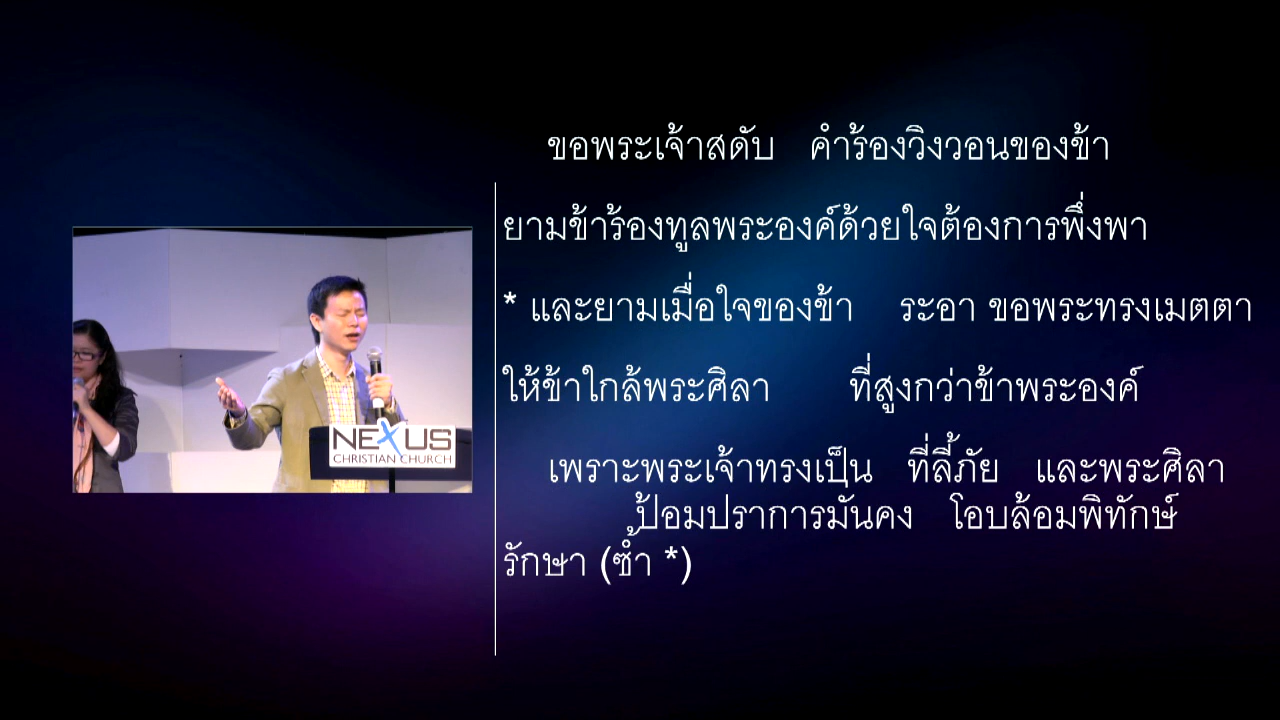 ขอพระเจ้าสดับ คำร้องวิงวอนของข้า
ยามข้าร้องทูลพระองค์ด้วยใจต้องการพึ่งพา
* และยามเมื่อใจของข้า ระอา ขอพระทรงเมตตา
ให้ข้าใกล้พระศิลา ที่สูงกว่าข้าพระองค์
เพราะพระเจ้าทรงเป็น ที่ลี้ภัย และพระศิลา
ป้อมปราการมั่นคง โอบล้อมพิทักษ์
รักษา (ซ้ำ *)
NEXUS
CHRISTIAN CHURCH